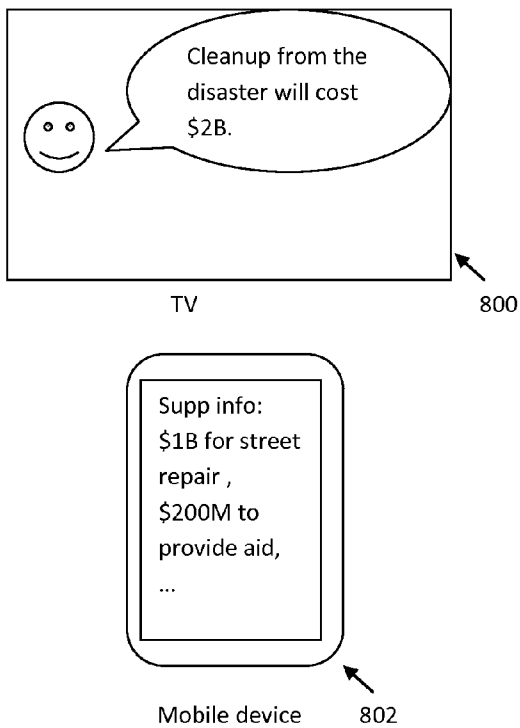 Cleanup from the
disaster will cost
$2B.
TV 800
Supp info:
$1B for street
repair ,
$200M to
provide aid,
...
Mobile device 802